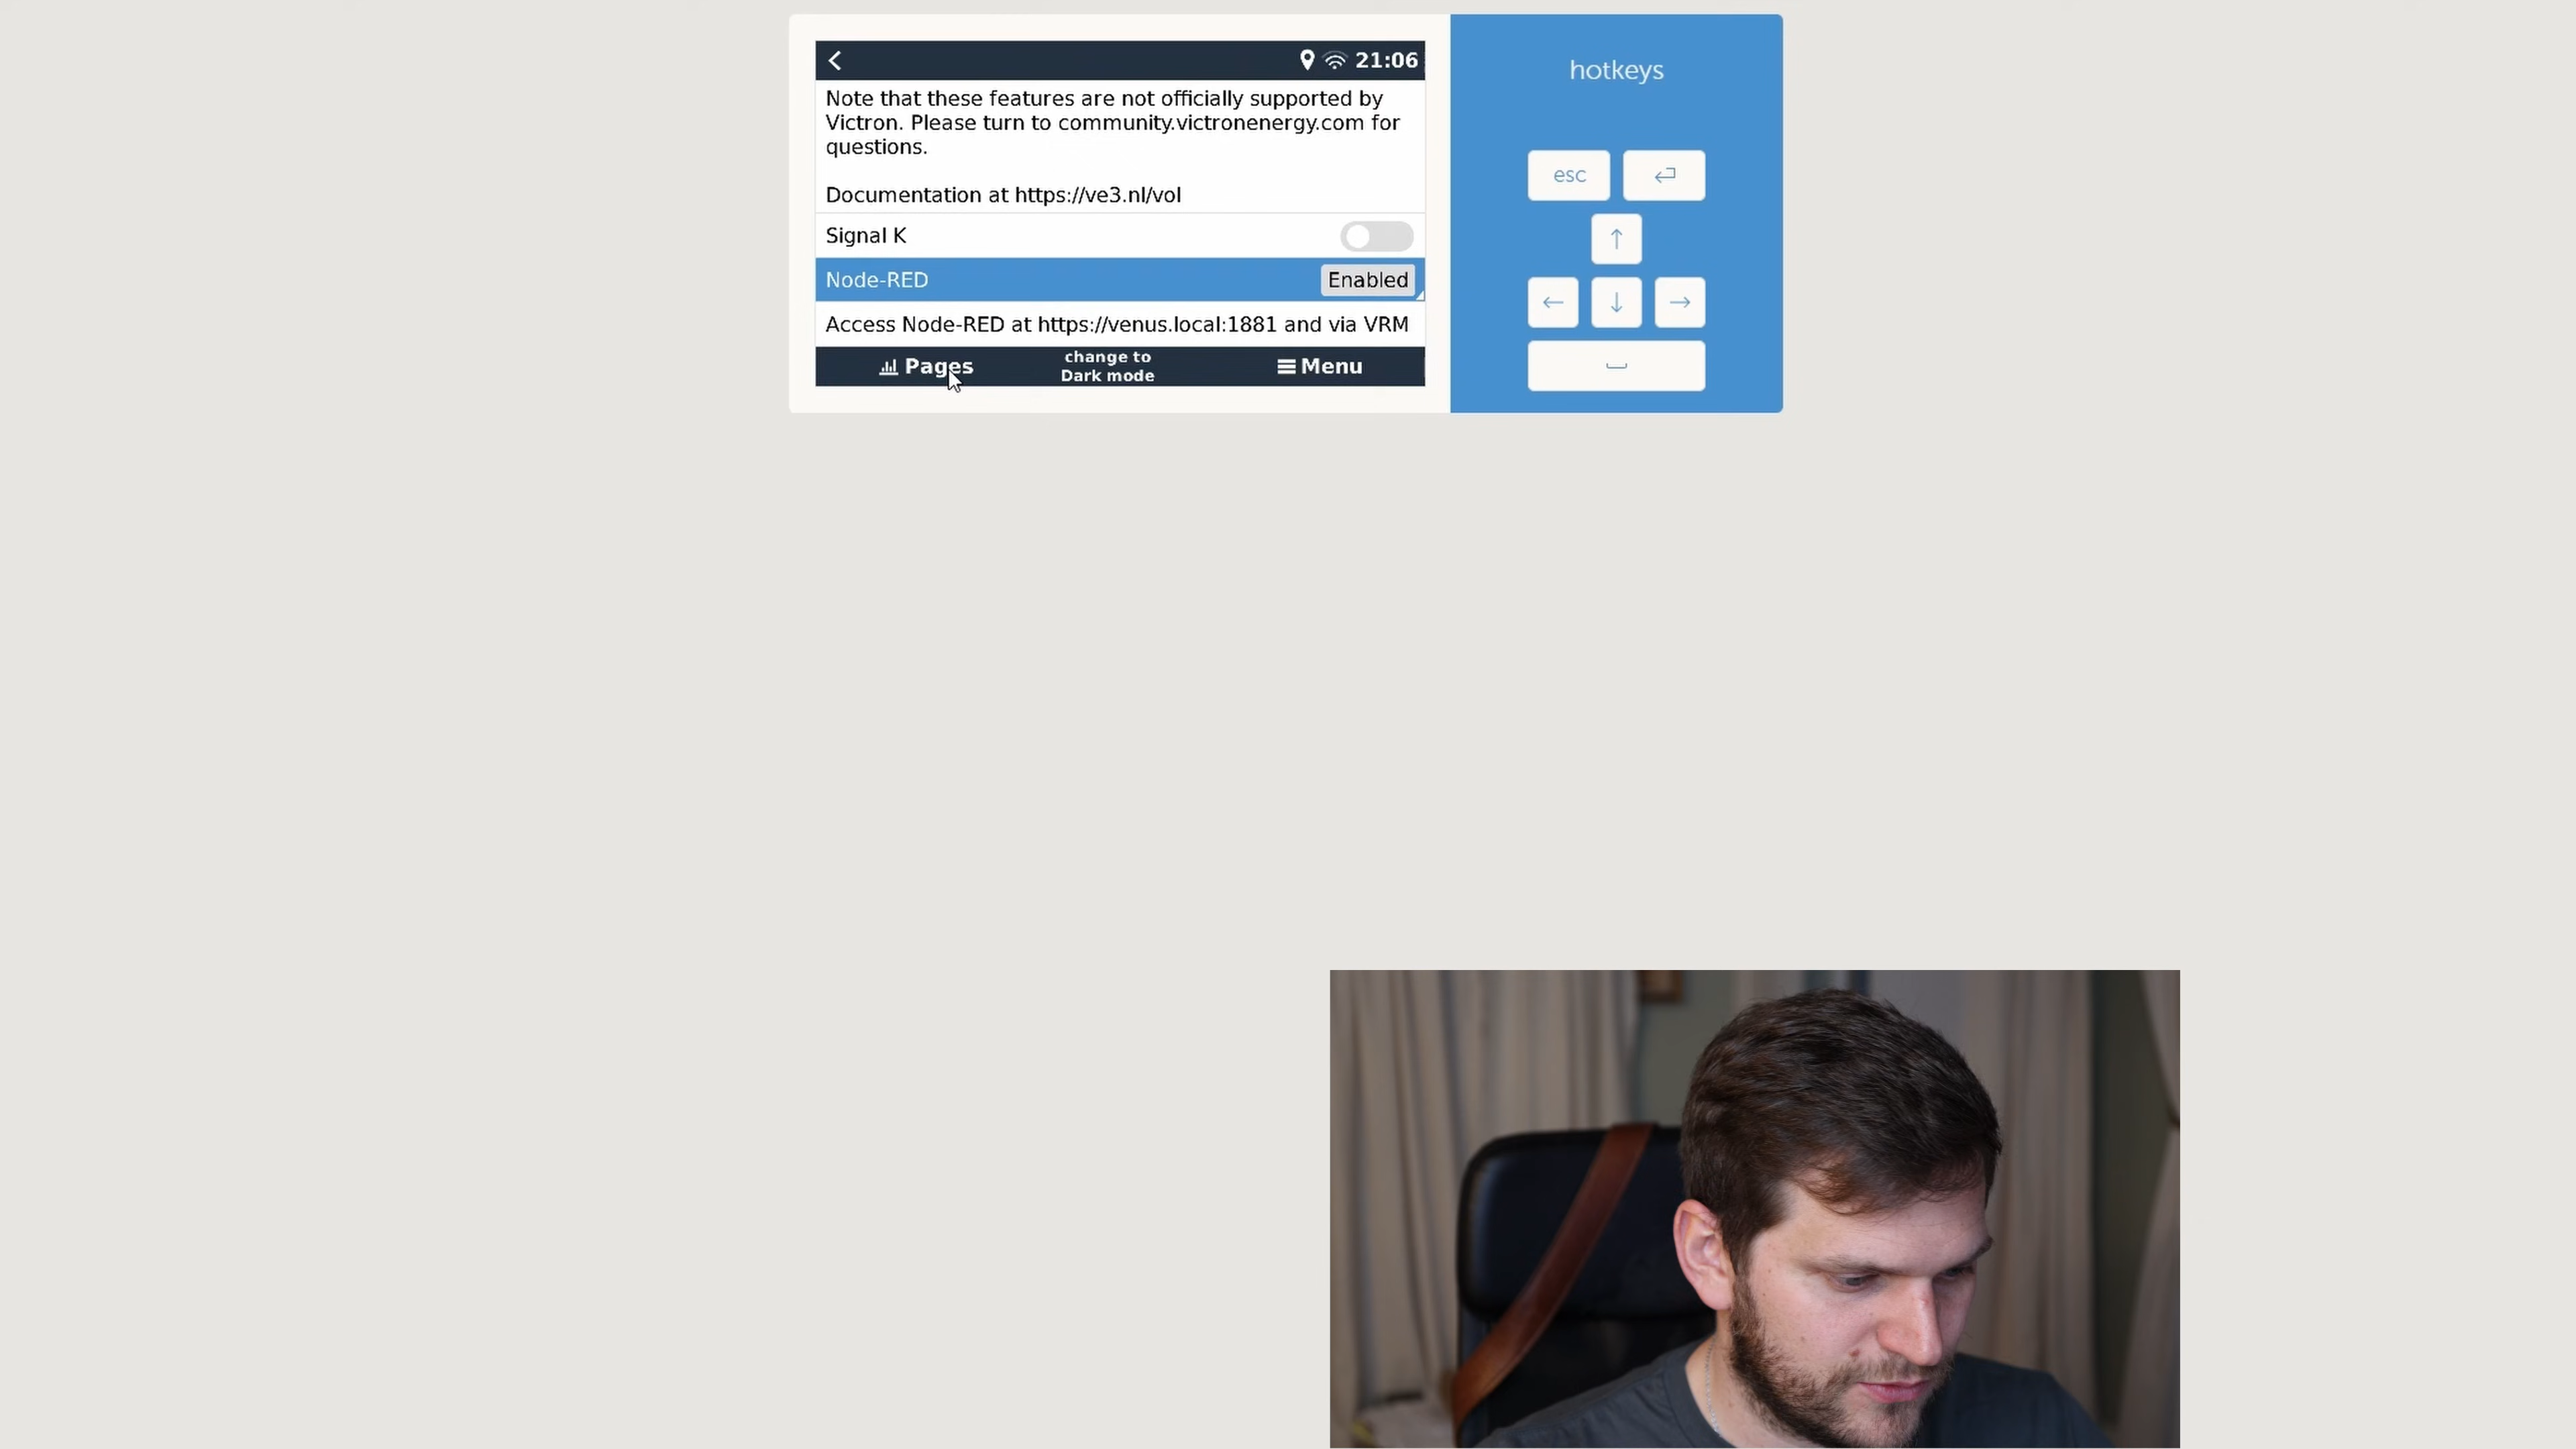 21:06
Note that these features are not officially supported by
Victron. Please turn to community.victronenergy.com for
questions.
Documentation at https://ve3.nl/vol
Signal K
Node-RED Enabled
Access Node-RED at https://venus.local:1881 and via VRM
Pages change to Dark mode Menu
hotkeys
esc